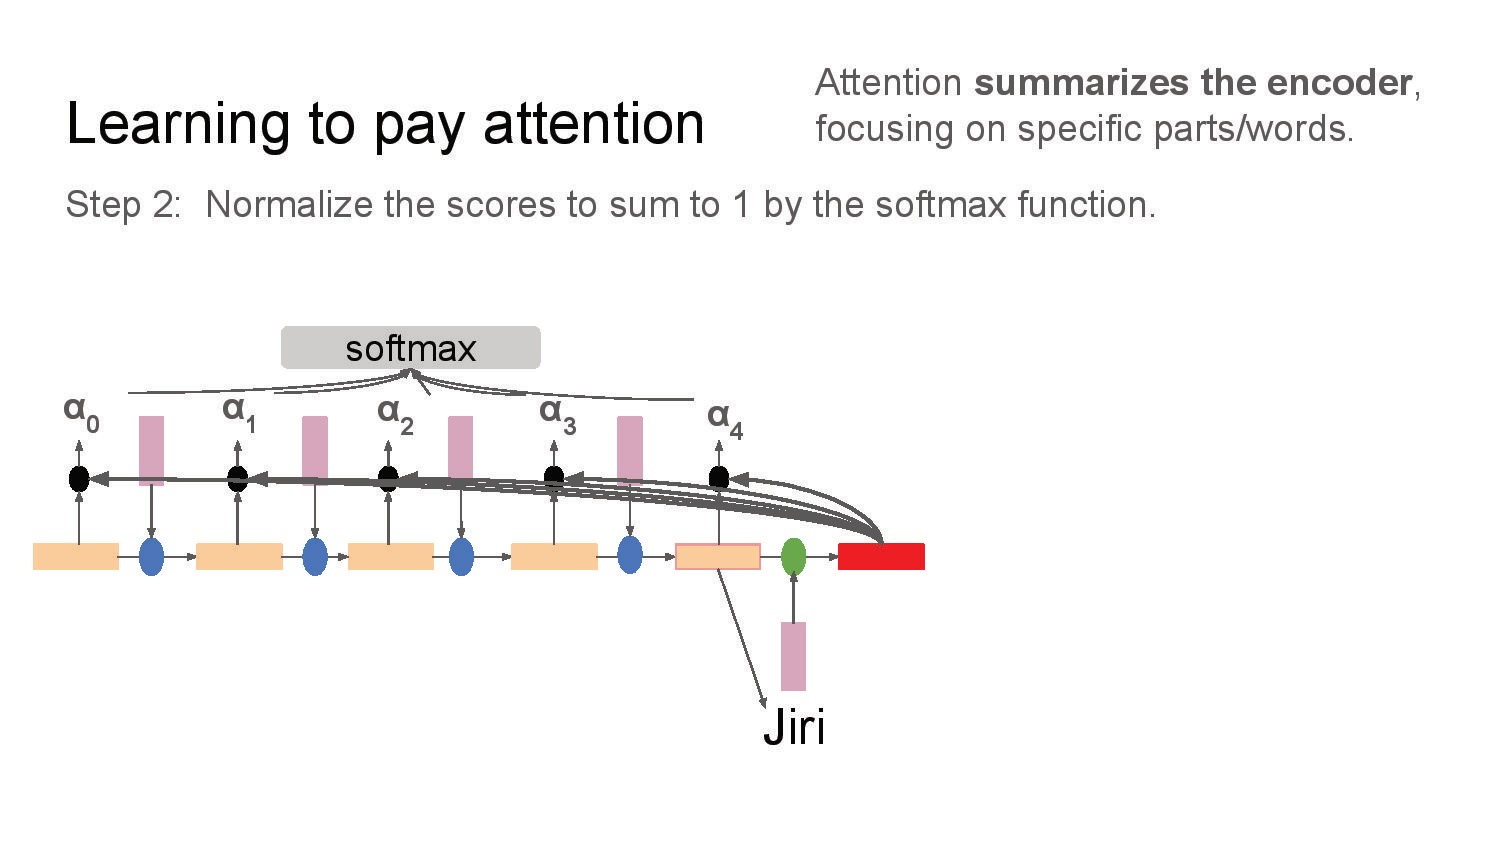 Attention summarizes the encoder,
focusing on specific parts/words.
Learning to pay attention
Step 2: Normalize the scores to sum to 1 by the softmax function.
softmax
α0 α1 α2 α3 α4
Jiri